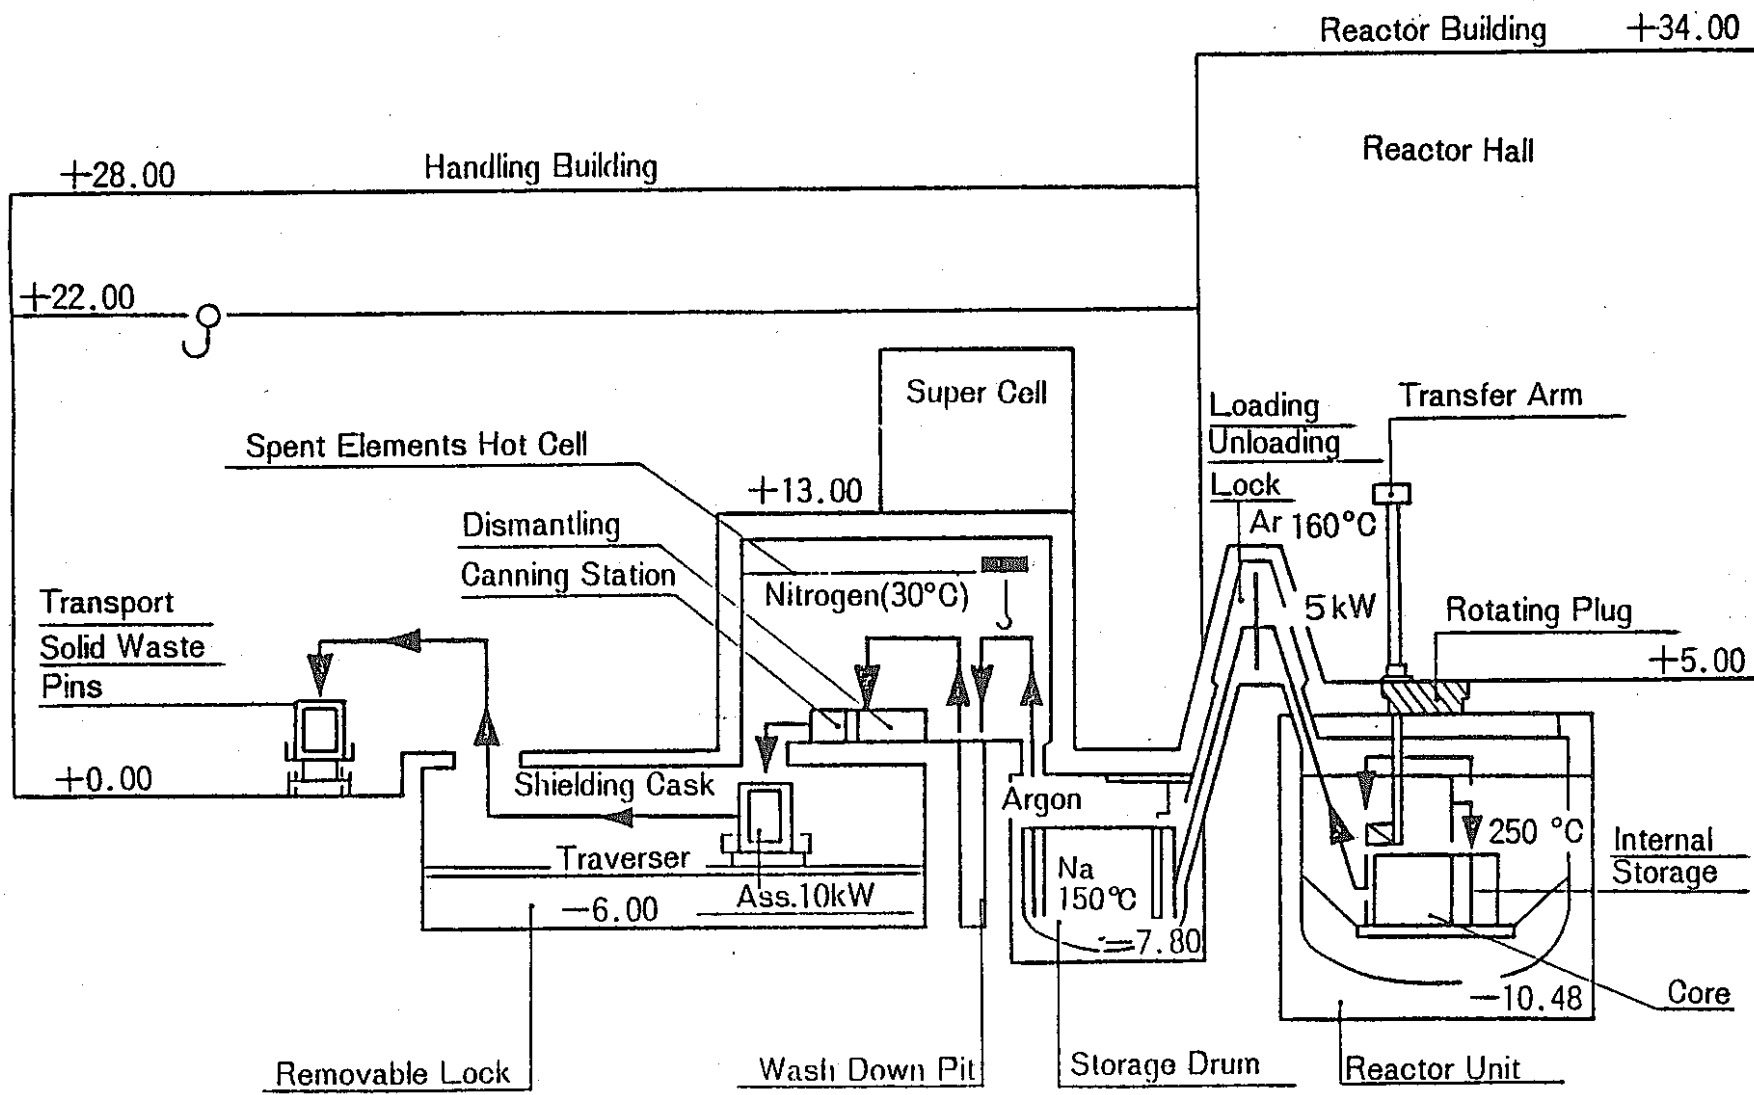 Reactor Building +34.00
Reactor Hall
+28.00 Handling Building
+22.00
Super Cell
Loading
Unloading
Lock
Transfer Arm
Spent Elements Hot Cell
+13.00
Ar 160°C
Dismantling
Canning Station
Nitrogen(30°C)
5kW
Rotating Plug
+5.00
Transport
Solid Waste
Pins
+0.00
Shielding Cask
Argon
250 °C
Internal
Storage
Traverser
Na
150°C
Ass.10kW
-6.00
-7.80
-10.48
Core
Removable Lock
Wash Down Pit
Storage Drum
Reactor Unit